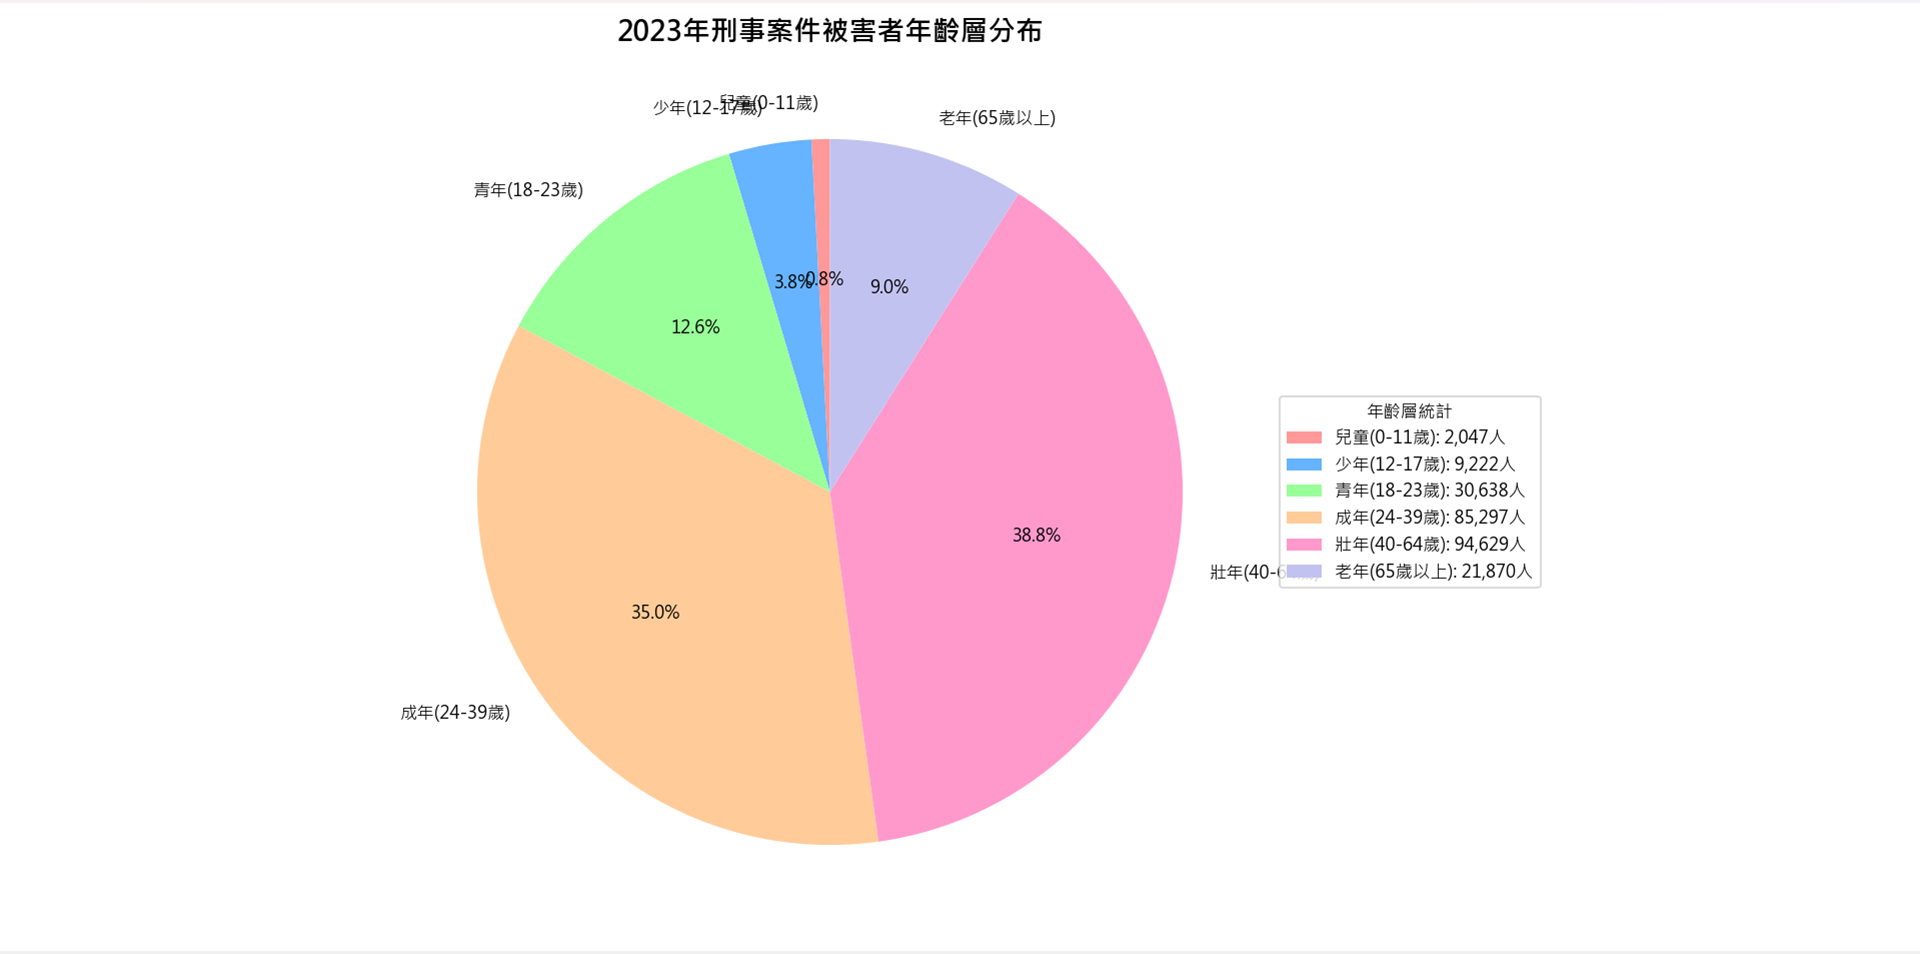 2023年刑事案件被害者年齡層分布
少年(12-17歲)
兒童(0-11歲)
老年(65歲以上)
青年(18-23歲)
3.8%
0.8%
9.0%
12.6%
38.8%
35.0%
壯年(40-6
成年(24-39歲)
年齡層統計
兒童(0-11歲): 2,047人
少年(12-17歲): 9,222人
青年(18-23歲): 30,638人
成年(24-39歲): 85,297人
壯年(40-64歲): 94,629人
老年(65歲以上): 21,870人